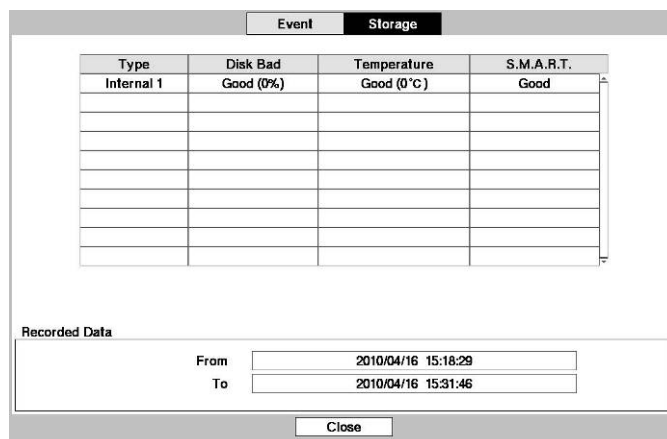 Event Storage
Type Disk Bad Temperature S.M.A.R.T.
Internal 1 Good (0%) Good (0°C) Good
Recorded Data
From 2010/04/16 15:18:29
To 2010/04/16 15:31:46
Close